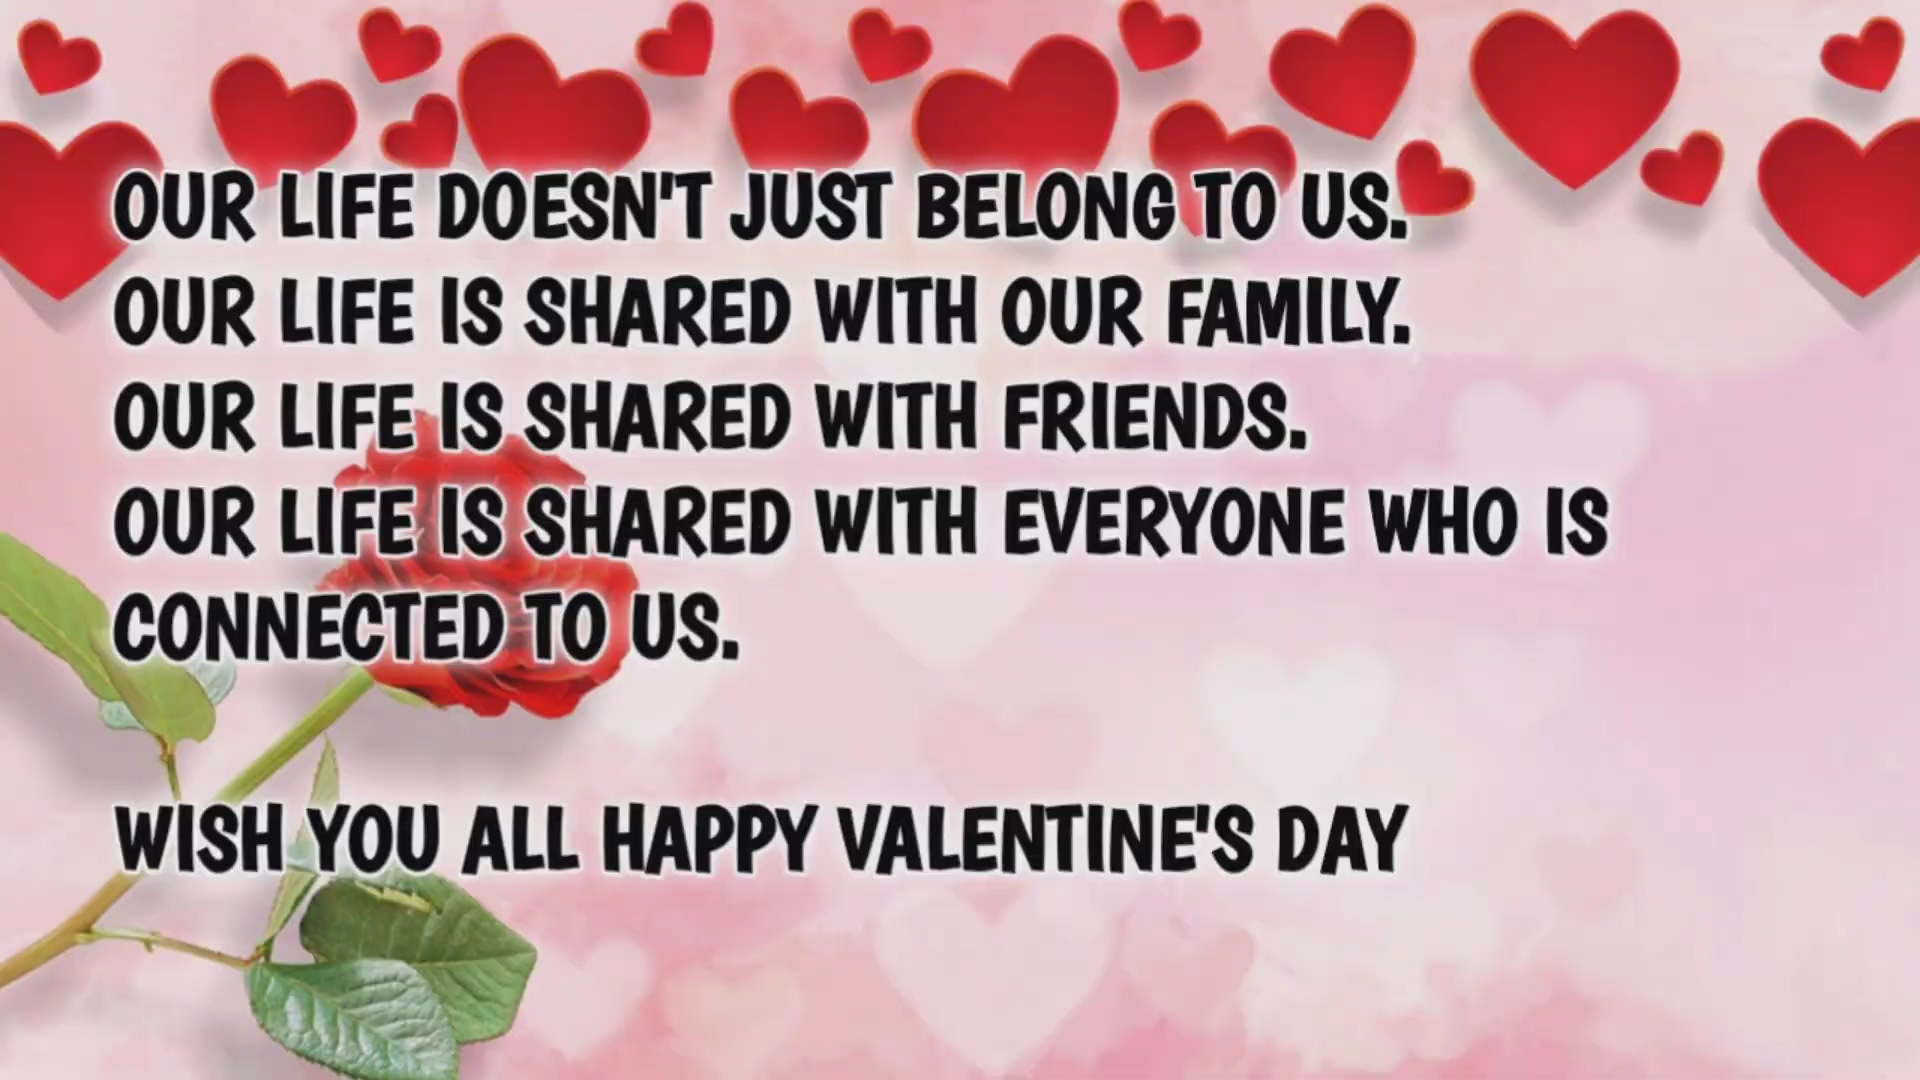 OUR LIFE DOESN'T JUST BELONG TO US.
OUR LIFE IS SHARED WITH OUR FAMILY.
OUR LIFE IS SHARED WITH FRIENDS.
OUR LIFE IS SHARED WITH EVERYONE WHO IS
CONNECTED TO US.
WISH YOU ALL HAPPY VALENTINE'S DAY